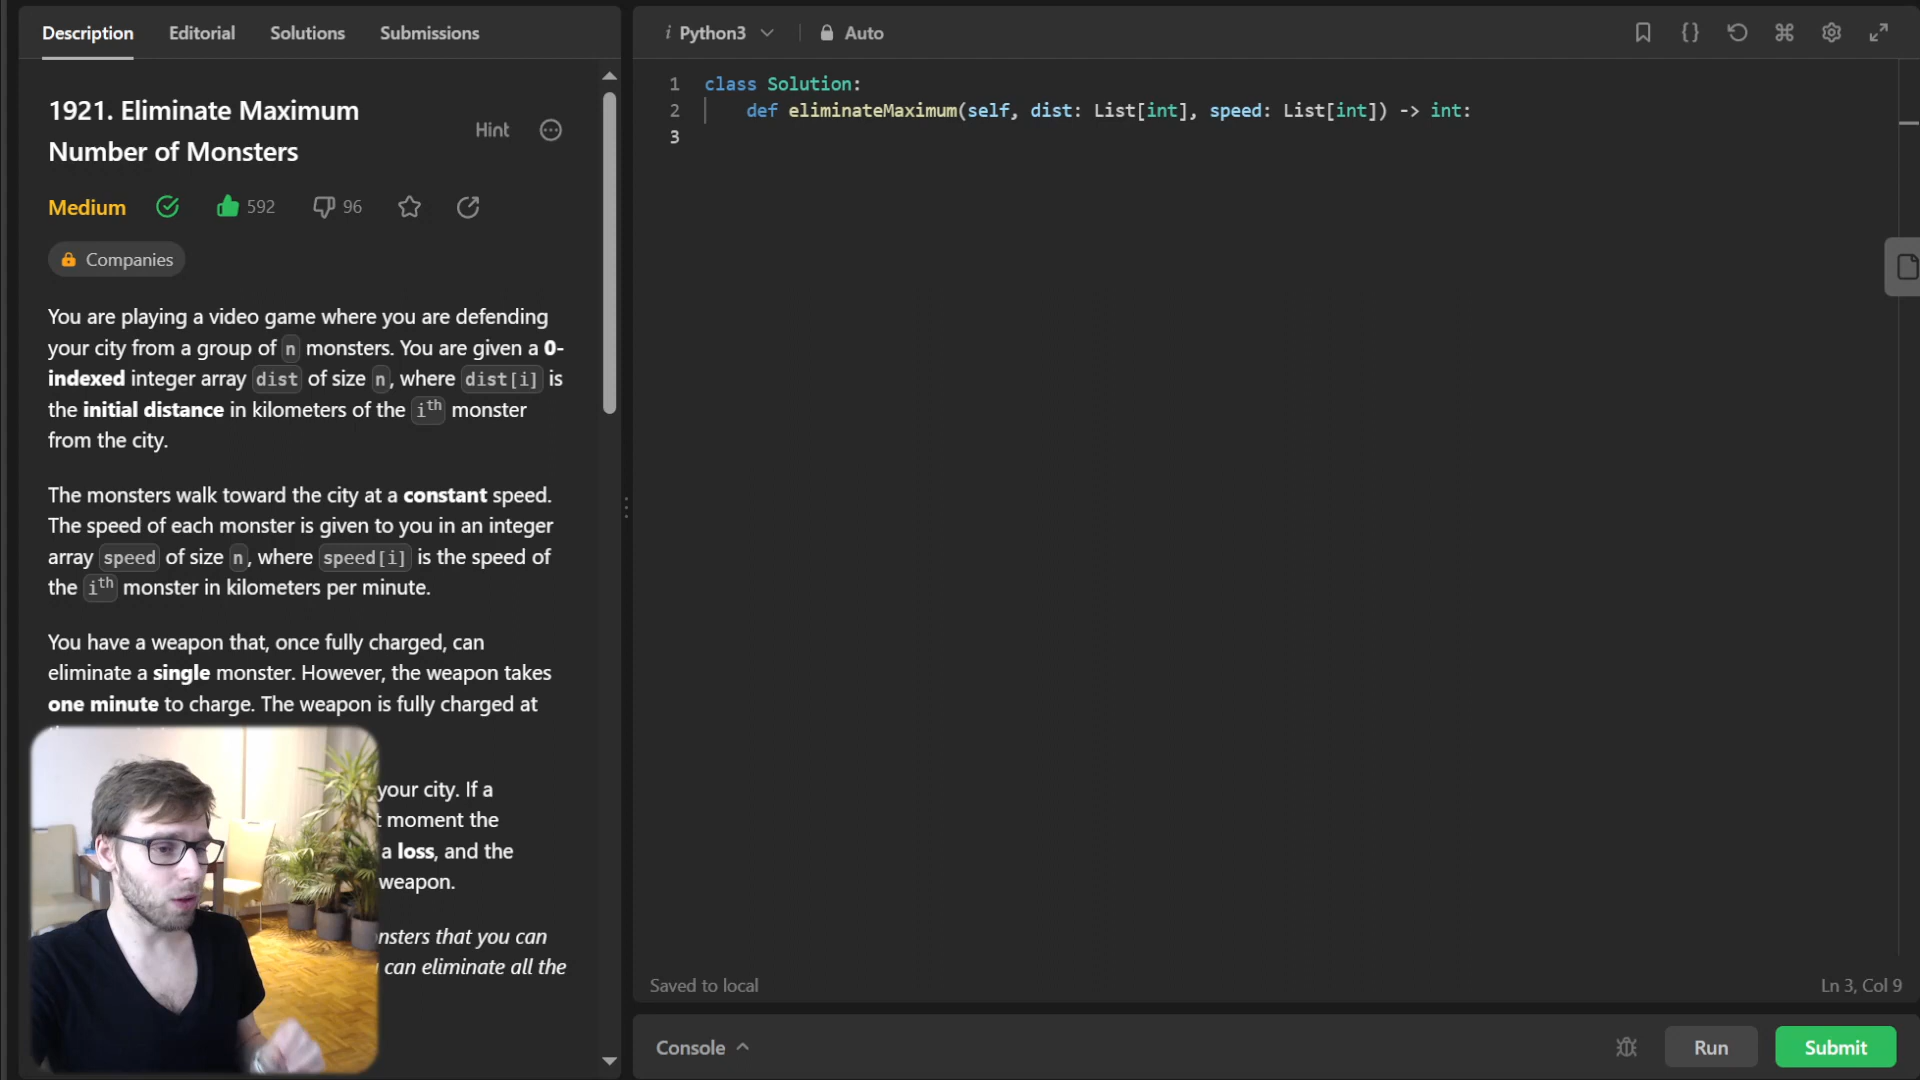 Description Editorial Solutions Submissions
1921. Eliminate Maximum
Number of Monsters
Hint
Medium 592 96
Companies
You are playing a video game where you are defending
your city from a group of n monsters. You are given a 0-
indexed integer array dist of size n, where dist[i] is
the initial distance in kilometers of the ith monster
from the city.
The monsters walk toward the city at a constant speed.
The speed of each monster is given to you in an integer
array speed of size n, where speed[i] is the speed of
the ith monster in kilometers per minute.
You have a weapon that, once fully charged, can
eliminate a single monster. However, the weapon takes
one minute to charge. The weapon is fully charged at
your city. If a
moment the
a loss, and the
weapon.
that you can
can eliminate all the
i Python3 Auto
1 class Solution:
2 def eliminateMaximum(self, dist: List[int], speed: List[int]) -> int:
3
Saved to local
Ln 3, Col 9
Console
Run
Submit